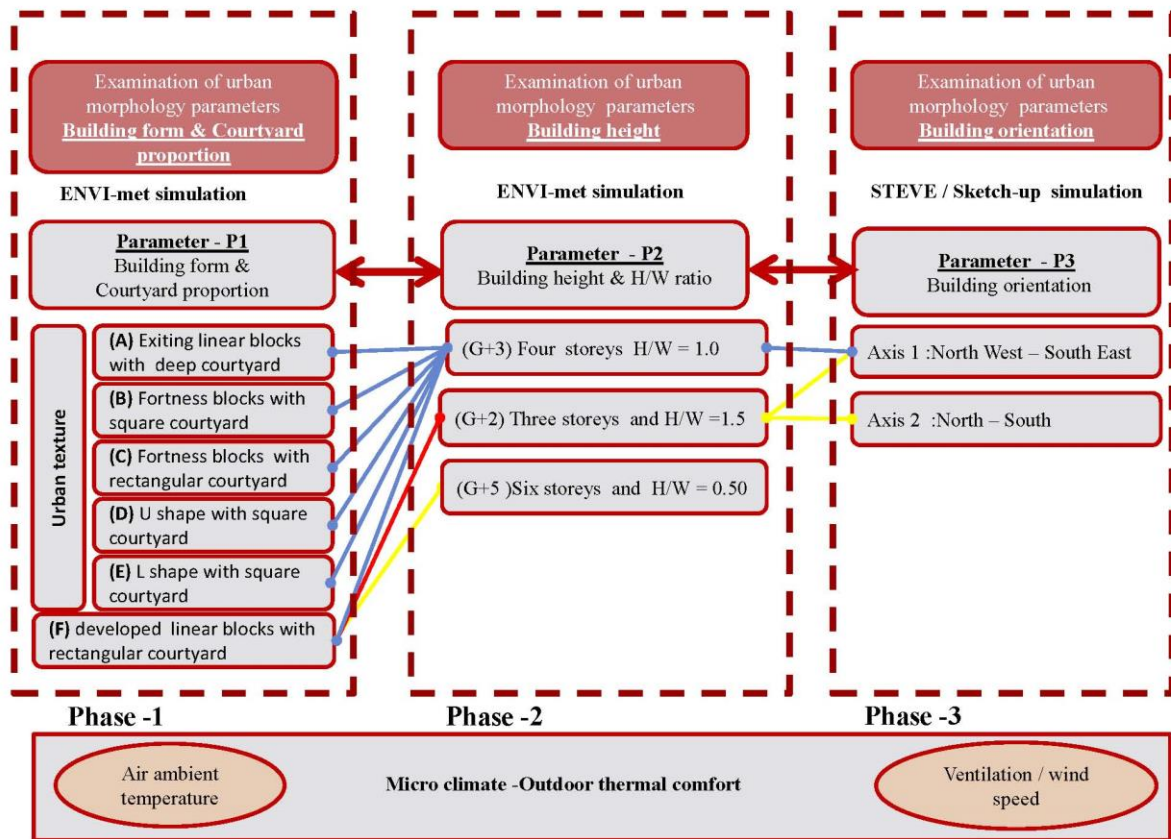 Examination of urban
morphology parameters
Building form & Courtyard
proportion
ENVI-met simulation
Parameter - P1
Building form &
Courtyard proportion
Urban texture
(A) Exiting linear blocks
with deep courtyard
(B) Fortness blocks with
square courtyard
(C) Fortness blocks with
rectangular courtyard
(D) U shape with square
courtyard
(E) L shape with square
courtyard
(F) developed linear blocks with
rectangular courtyard
Phase -1
Examination of urban
morphology parameters
Building height
ENVI-met simulation
Parameter - P2
Building height & H/W ratio
(G+3) Four storeys H/W = 1.0
(G+2) Three storeys and H/W =1.5
(G+5 )Six storeys and H/W = 0.50
Phase -2
Examination of urban
morphology parameters
Building orientation
STEVE / Sketch-up simulation
Parameter - P3
Building orientation
Axis 1 :North West – South East
Axis 2 :North – South
Phase -3
Air ambient
temperature
Micro climate -Outdoor thermal comfort
Ventilation / wind
speed